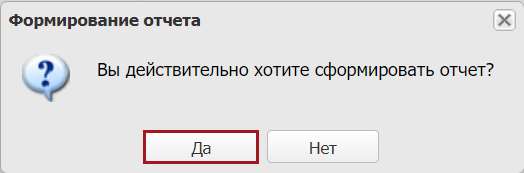 Формирование отчета
Вы действительно хотите сформировать отчет?
Да
Нет